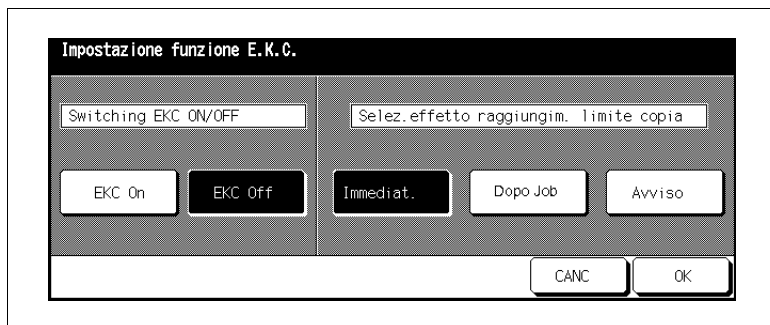 Impostazione funzione E.K.C.
Switching EKC ON/OFF
Selez.effetto raggiungim. limite copia
EKC On
EKC Off
Immediat.
Dopo Job
Avviso
CANC
OK